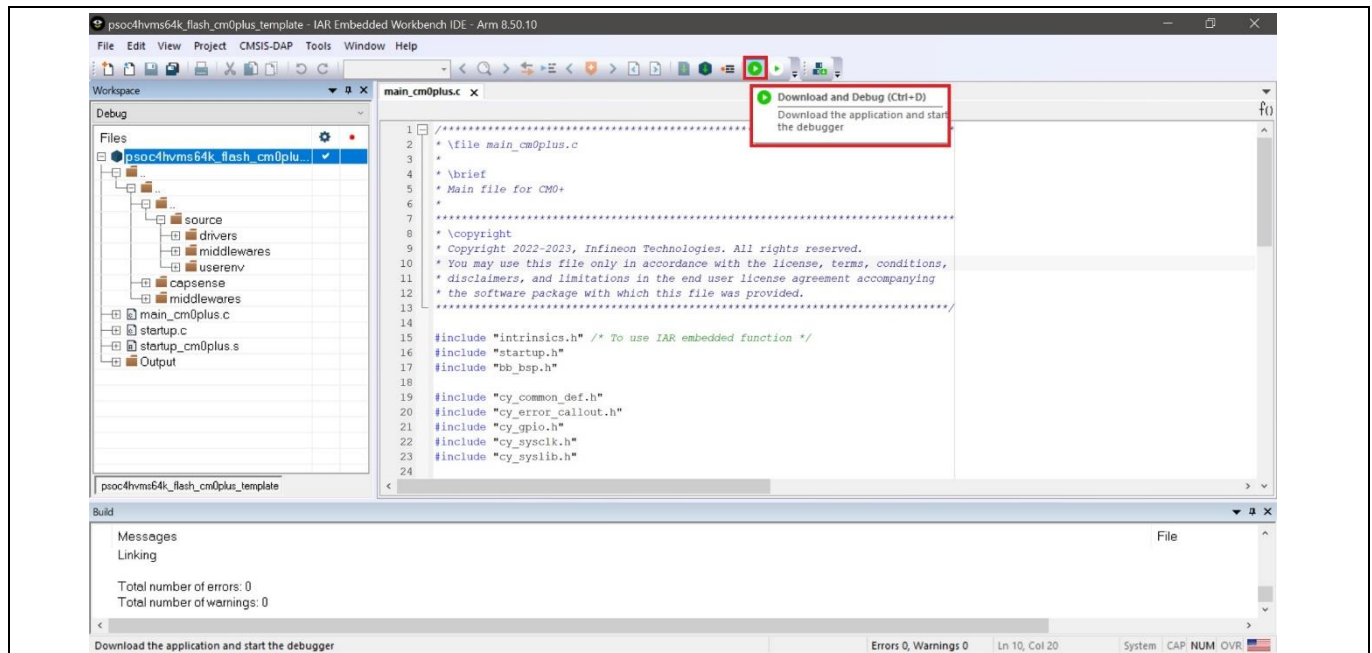 psoc4hvms64k_flash_cm0plus_template - IAR Embedded Workbench IDE - Arm 8.50.10
File Edit View Project CMSIS-DAP Tools Window Help
Workspace
main_cm0plus.c x
Download and Debug (Ctrl+D)
Download the application and start
the debugger
Debug
f()
Files
psoc4hvms64k_flash_cm0plu...
..
..
..
source
drivers
middlewares
userenv
capsense
middlewares
main_cm0plus.c
startup.c
startup_cm0plus.s
Output
psoc4hvms64k_flash_cm0plus_template
1 /******************************************************************************
2 * \file main_cm0plus.c
3 *
4 * \brief
5 * Main file for CM0+
6 *
7 *******************************************************************************
8 * \copyright
9 * Copyright 2022-2023, Infineon Technologies. All rights reserved.
10 * You may use this file only in accordance with the license, terms, conditions,
11 * disclaimers, and limitations in the end user license agreement accompanying
12 * the software package with which this file was provided.
13 ******************************************************************************/
14
15 #include "intrinsics.h" /* To use IAR embedded function */
16 #include "startup.h"
17 #include "bb_bsp.h"
18
19 #include "cy_common_def.h"
20 #include "cy_error_callout.h"
21 #include "cy_gpio.h"
22 #include "cy_sysclk.h"
23 #include "cy_syslib.h"
24
Build
Messages File
Linking
Total number of errors: 0
Total number of warnings: 0
Download the application and start the debugger Errors 0, Warnings 0 Ln 10, Col 20 System CAP NUM OVR